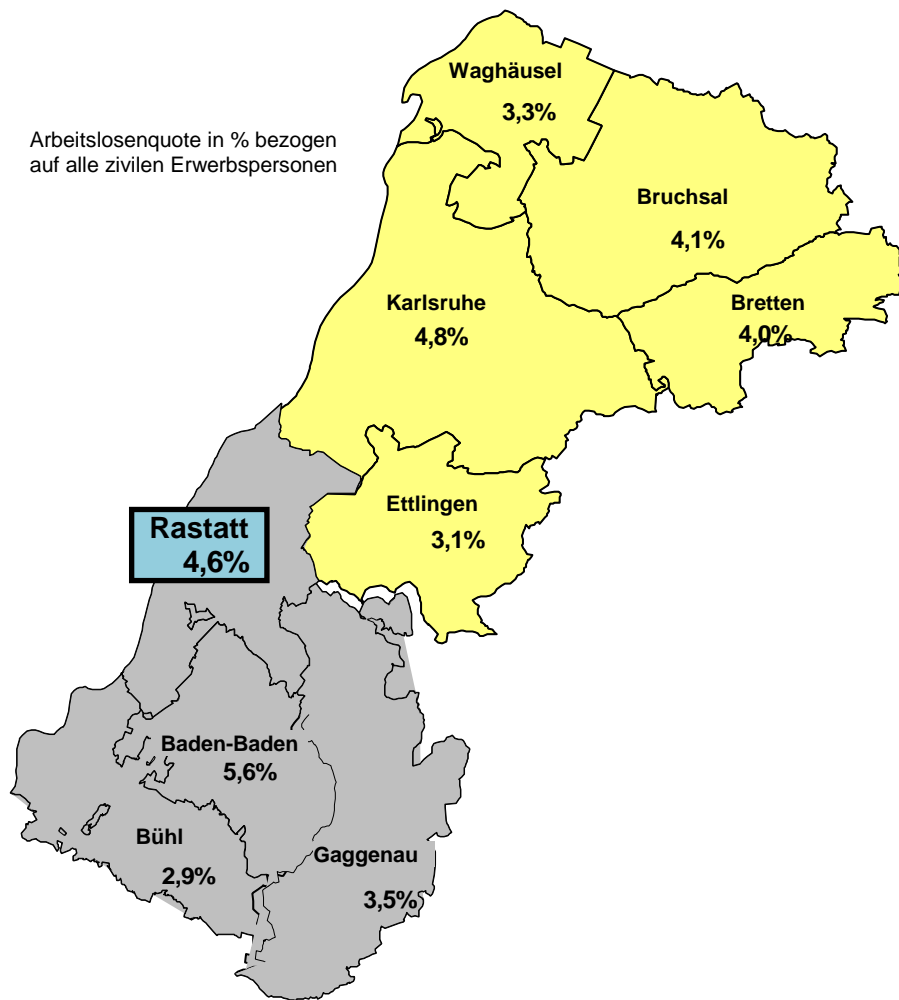 Waghäusel
3,3%
Arbeitslosenquote in % bezogen
auf alle zivilen Erwerbspersonen
Bruchsal
4,1%
Karlsruhe
4,8%
Bretten
4,0%
Ettlingen
3,1%
Rastatt
4,6%
Baden-Baden
5,6%
Bühl
2,9%
Gaggenau
3,5%